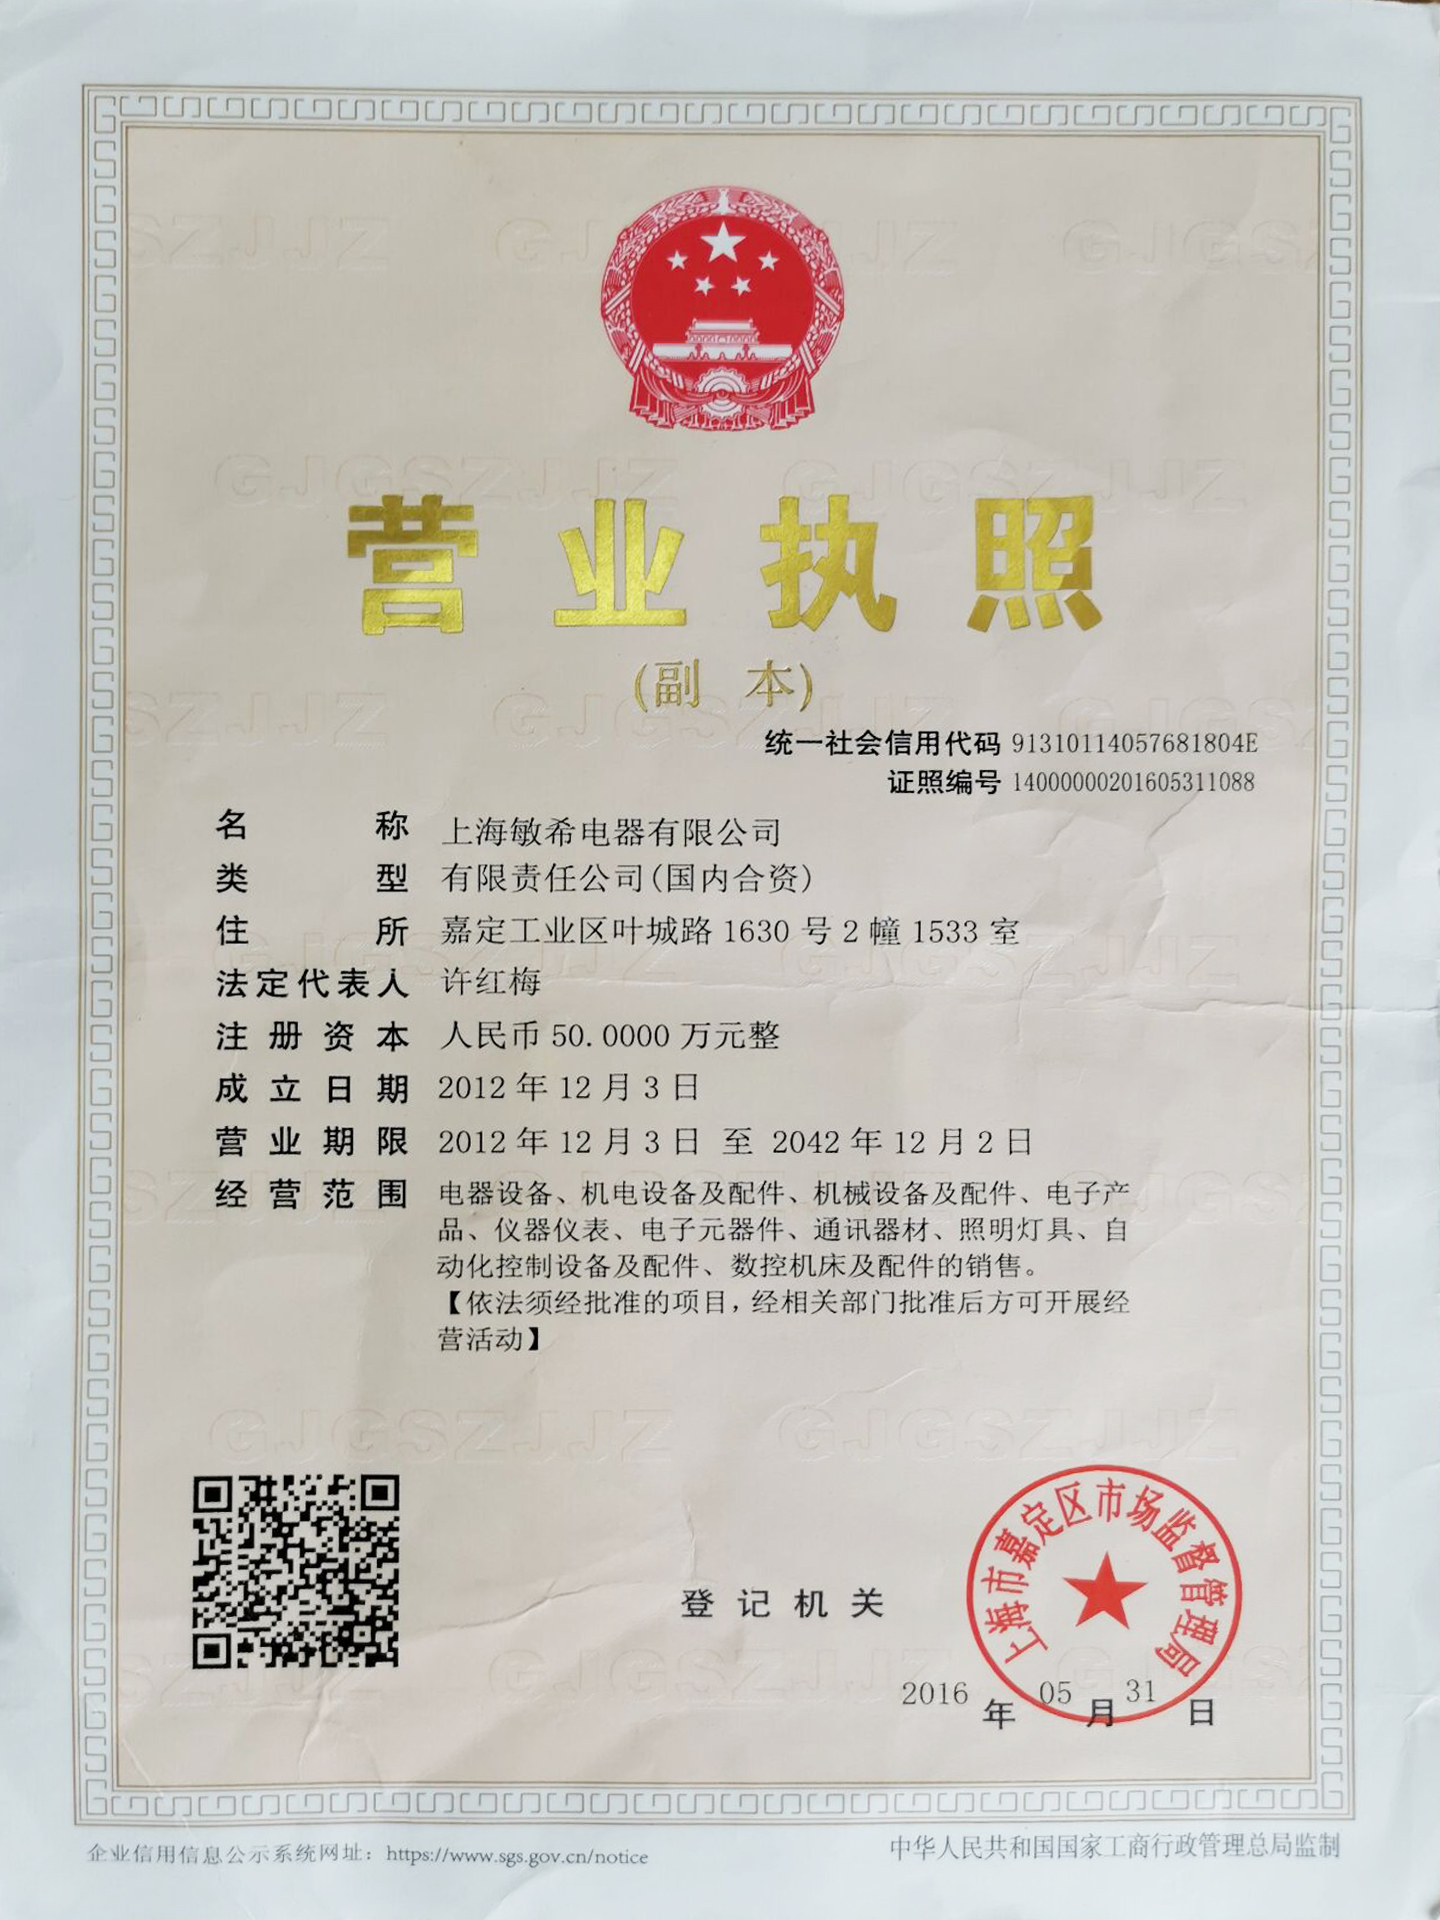 营业执照
(副 本)
统一社会信用代码 91310114057681804E
证照编号 14000000201605311088
名称 上海敏希电器有限公司
类型 有限责任公司(国内合资)
住所 嘉定工业区叶城路1630号2幢1533室
法定代表人 许红梅
注册资本 人民币50.0000万元整
成立日期 2012年12月3日
营业期限 2012年12月3日 至 2042年12月2日
经营范围 电器设备、机电设备及配件、机械设备及配件、电子产
品、仪器仪表、电子元器件、通讯器材、照明灯具、自
动化控制设备及配件、数控机床及配件的销售。
【依法须经批准的项目,经相关部门批准后方可开展经
营活动】
登记机关
上海市嘉定区市场监督管理局
2016年05月31日
企业信用信息公示系统网址：https://www.sgs.gov.cn/notice
中华人民共和国国家工商行政管理总局监制